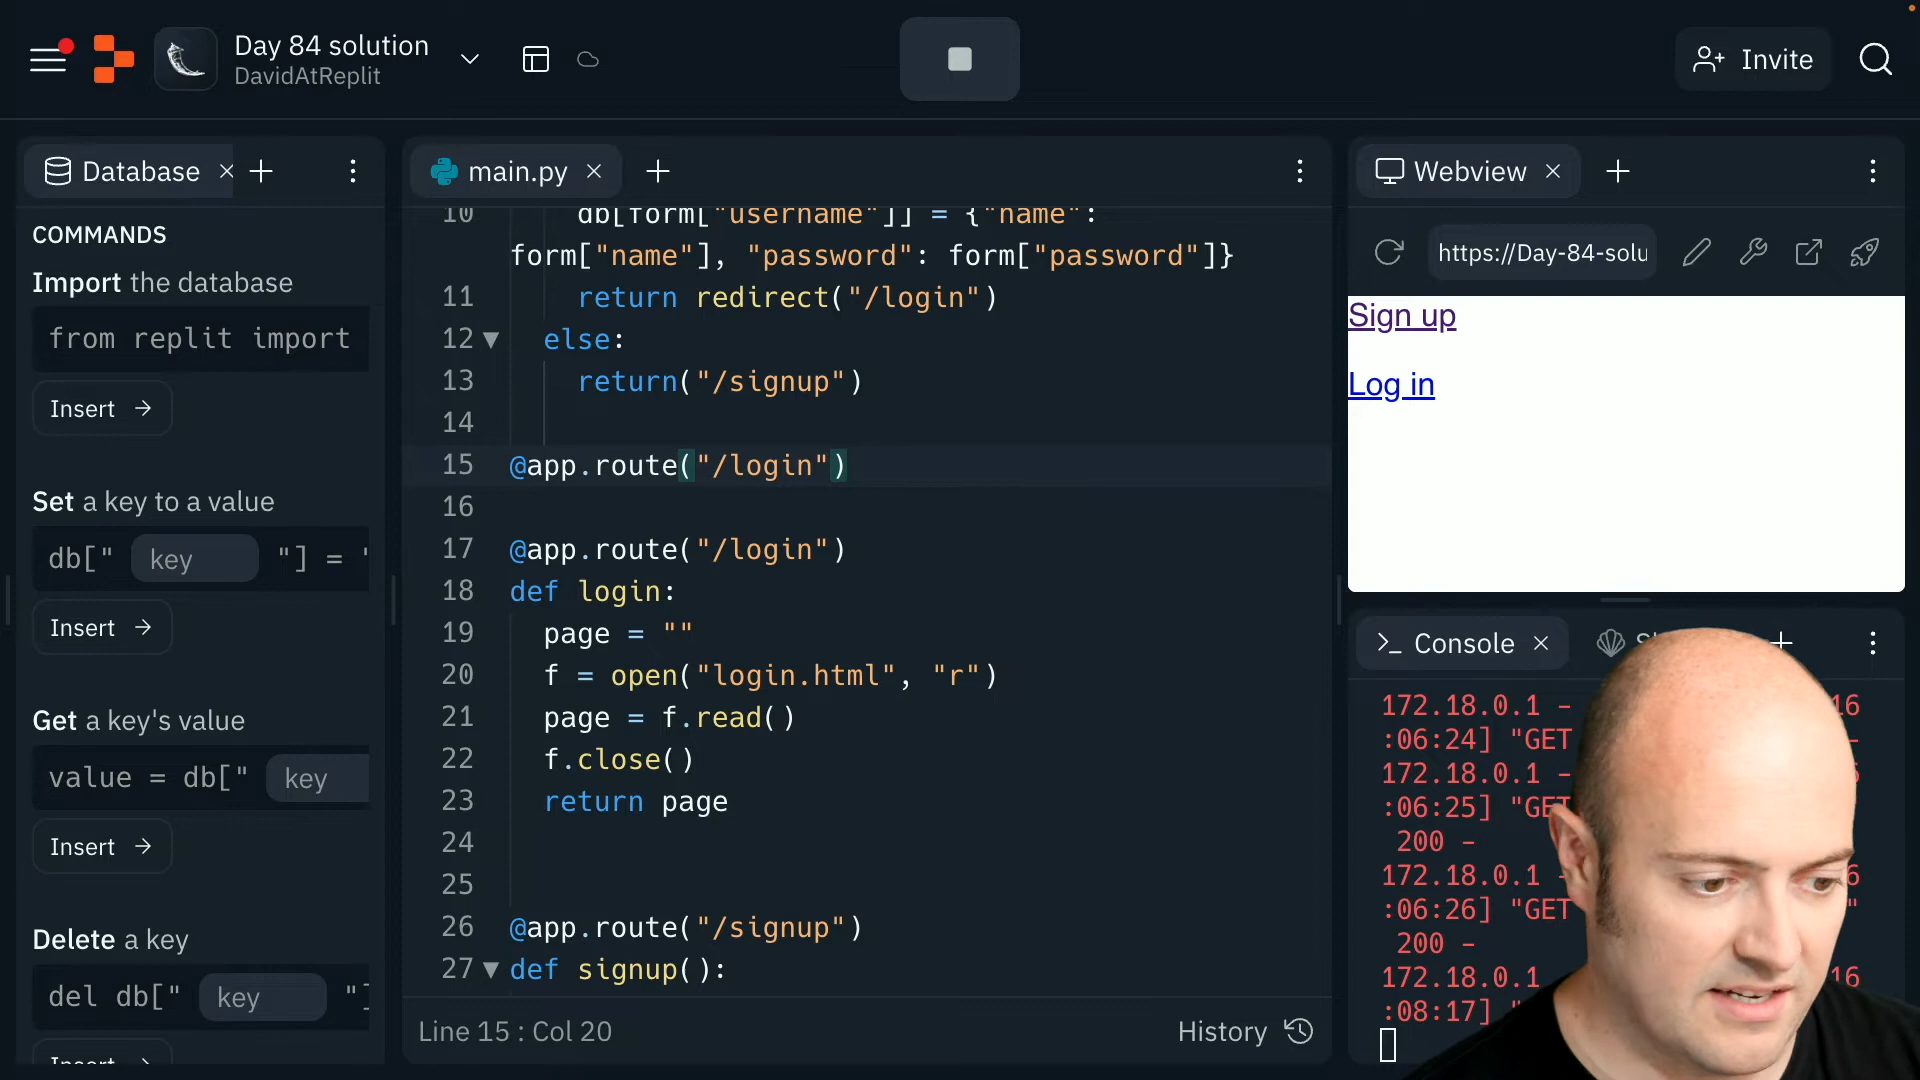 Day 84 solution
DavidAtReplit
Invite
Database
COMMANDS
Import the database
from replit import
Insert →
Set a key to a value
db[" key "] = '
Insert →
Get a key's value
value = db[" key
Insert →
Delete a key
del db[" key "]
main.py
10 db[form["username"]] = {"name":
form["name"], "password": form["password"]}
11 return redirect("/login")
12 else:
13 return("/signup")
14
15 @app.route("/login")
16
17 @app.route("/login")
18 def login:
19 page = ""
20 f = open("login.html", "r")
21 page = f.read()
22 f.close()
23 return page
24
25
26 @app.route("/signup")
27 def signup():
Line 15 : Col 20
History
Webview
https://Day-84-solu
Sign up
Log in
Console
172.18.0.1 - 16
:06:24] "GET -
172.18.0.1 -
:06:25] "GET
200 -
172.18.0.1 - 6
:06:26] "GET "
200 -
172.18.0.1 16
:08:17] "